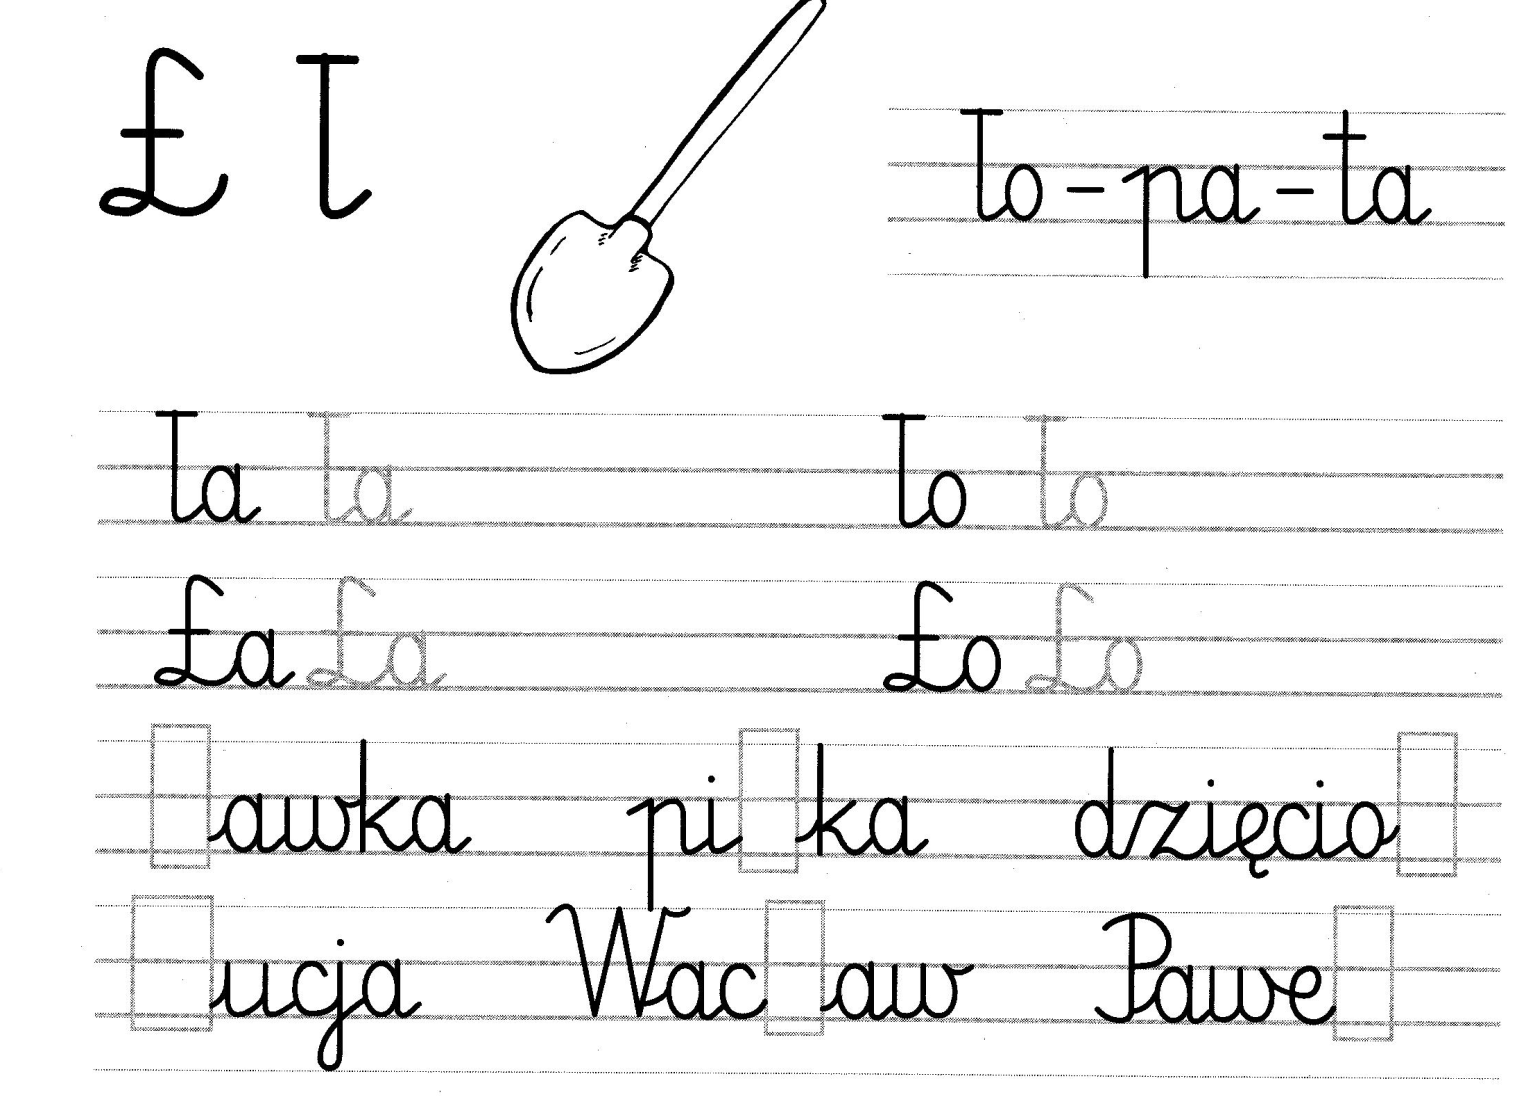 Ł ł
ło-pa-ta
ła ła ło ło
Ła Ła Ło Ło
awka pi ka dzięcio
ucja Wac aw Pawe